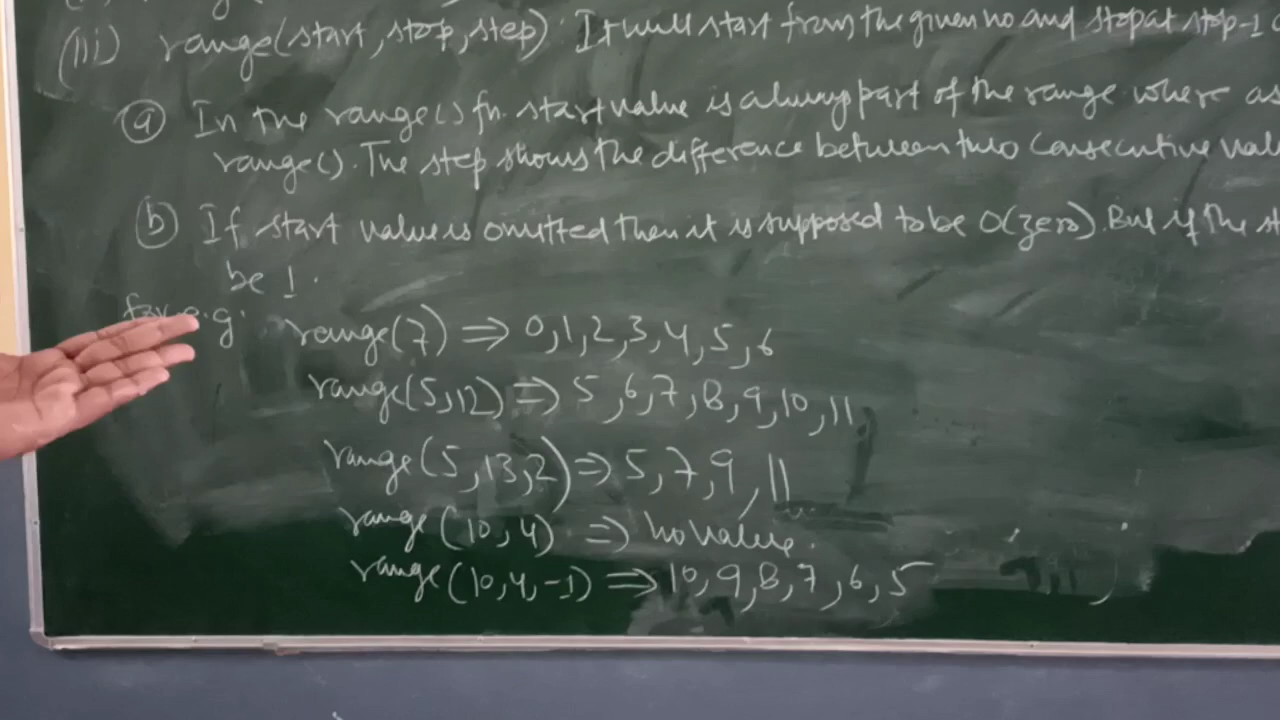 (iii) range(start, stop, step). It will start from the given no and stop at stop-1
(a) In the range() fn. start value is always part of the range where as
range(). The step shows the difference between two consecutive val
(b) If start value is omitted then it is supposed to be 0(zero). But if the st
be 1.
for e.g.
range(7) ⇒ 0,1,2,3,4,5,6
range(5,12) ⇒ 5,6,7,8,9,10,11
range(5,13,2) ⇒ 5,7,9,11
range(10,4) ⇒ no value.
range(10,4,-1) ⇒ 10,9,8,7,6,5